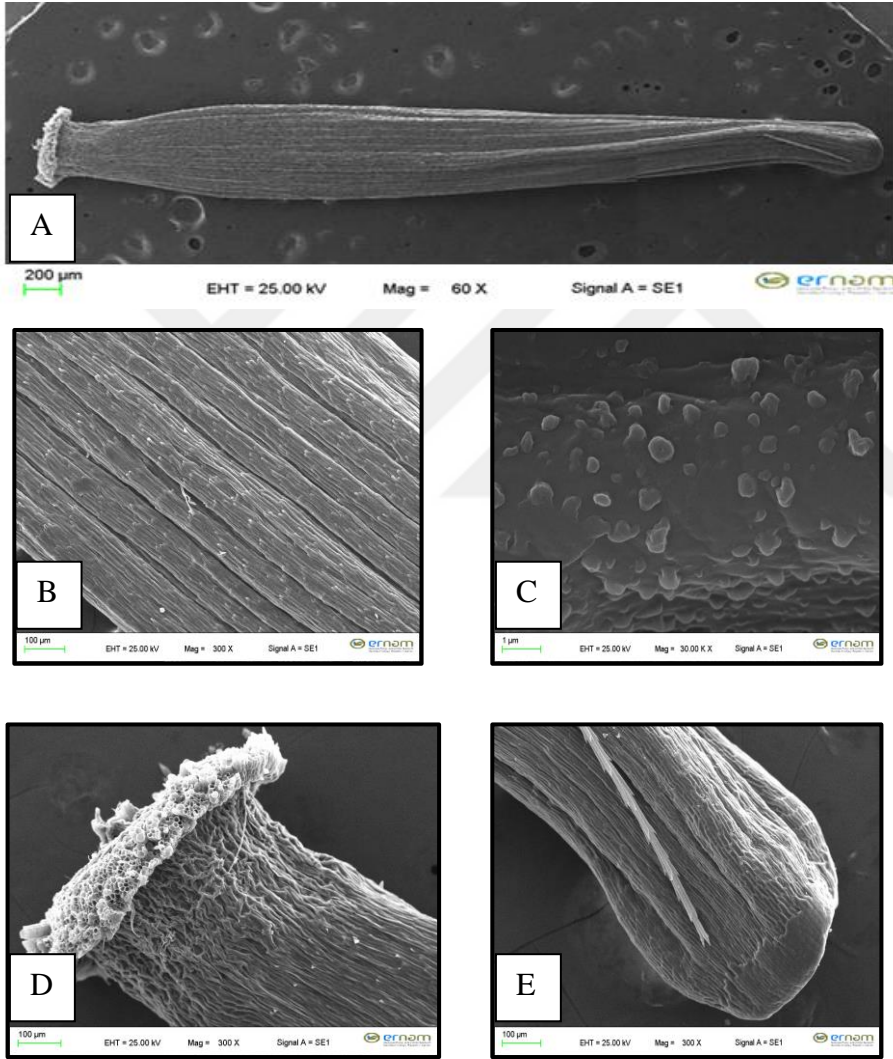 A
200 µm
EHT = 25.00 kV Mag = 60 X Signal A = SE1 ernam
B
100 µm
EHT = 25.00 kV Mag = 300 X Signal A = SE1 ernam
C
1 µm
EHT = 25.00 kV Mag = 30.00 K X Signal A = SE1 ernam
D
100 µm
EHT = 25.00 kV Mag = 300 X Signal A = SE1 ernam
E
100 µm
EHT = 25.00 kV Mag = 300 X Signal A = SE1 ernam